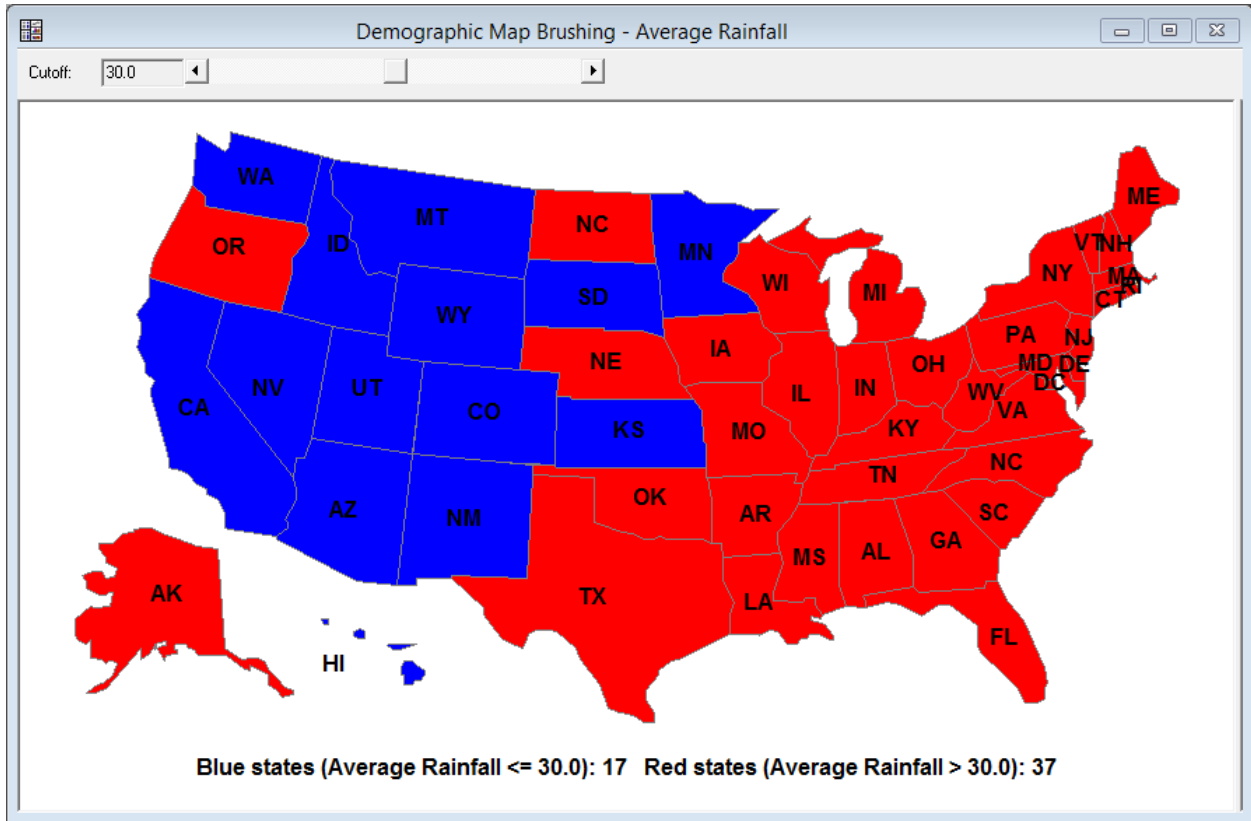 Demographic Map Brushing - Average Rainfall
Cutoff: 30.0
WA
MT
NC
MN
ME
OR
ID
VT NH
WI
NY
MA
RI
MI
CT
SD
WY
PA
NJ
IA
NE
OH
MD DE
DC
NV
UT
IL
IN
WV
VA
CA
CO
KS
MO
KY
NC
TN
OK
AZ
NM
AR
SC
GA
MS
AL
AK
TX
LA
FL
HI
Blue states (Average Rainfall <= 30.0): 17 Red states (Average Rainfall > 30.0): 37